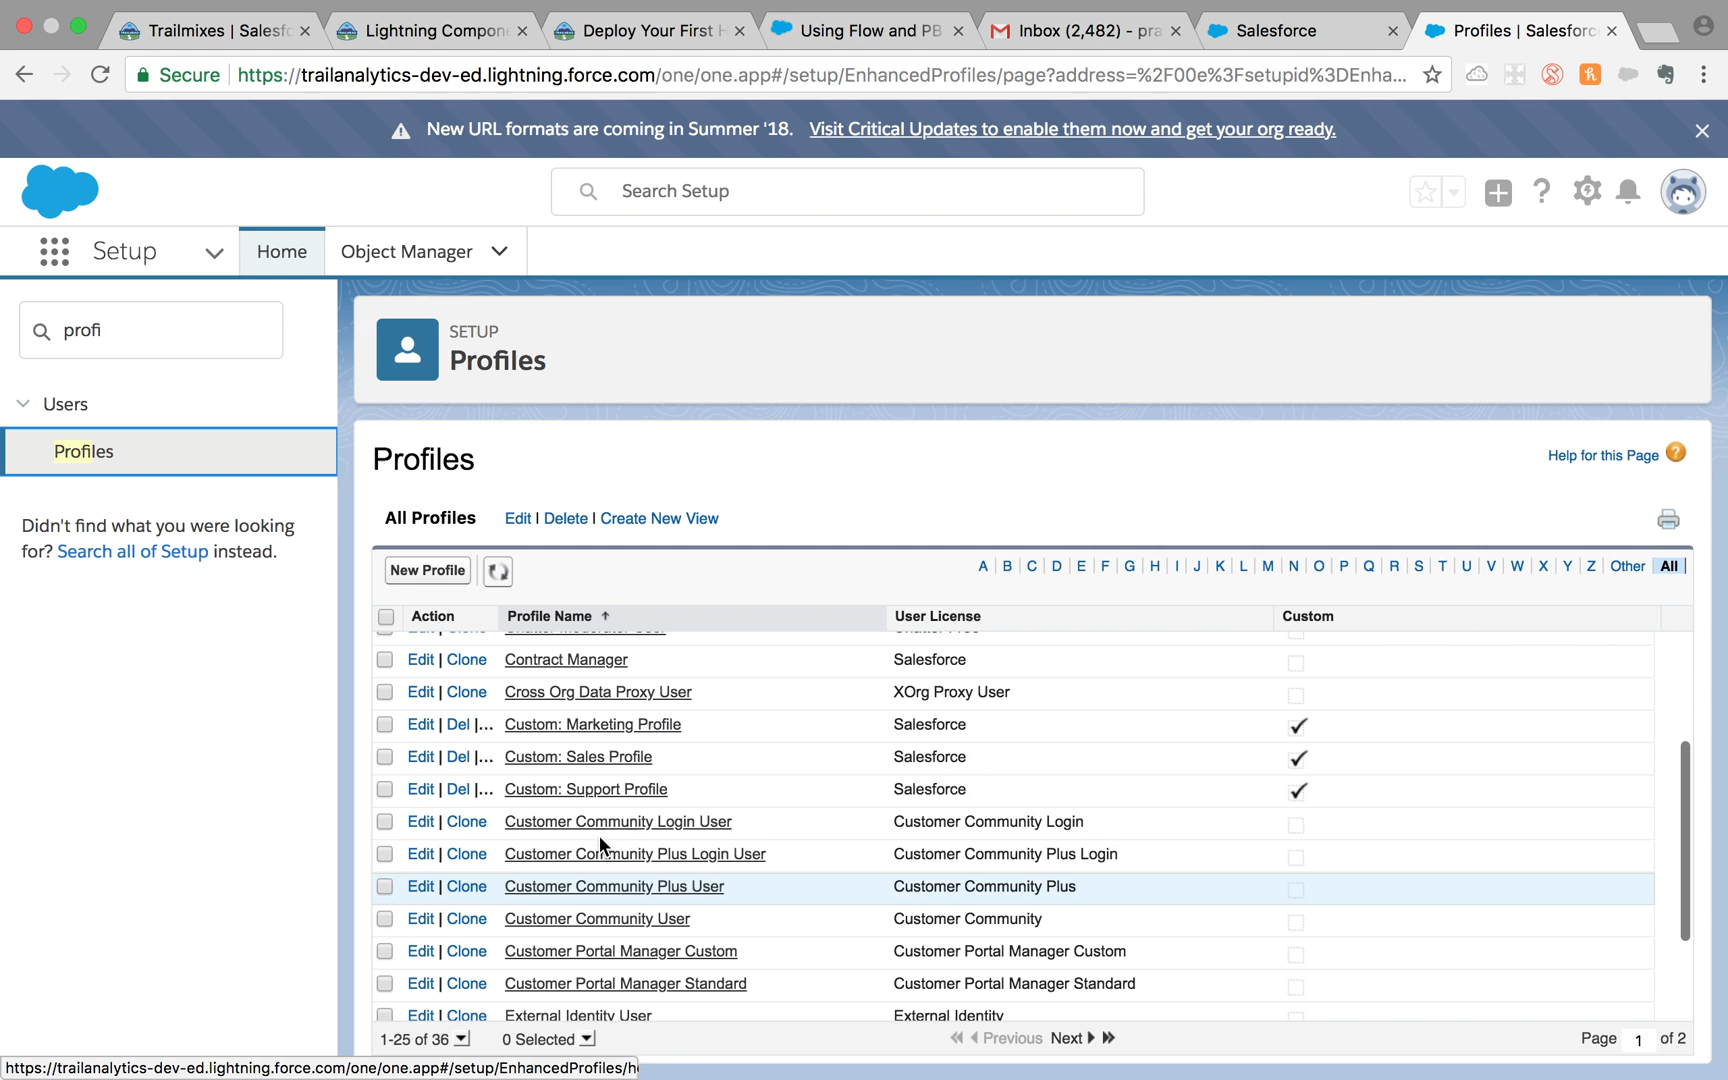 Trailmixes | Salesfo
Lightning Compon
Deploy Your First H
Using Flow and PB
Inbox (2,482) - pra
Salesforce
Profiles | Salesforc
Secure
https://trailanalytics-dev-ed.lightning.force.com/one/one.app#/setup/EnhancedProfiles/page?address=%2F00e%3Fsetupid%3DEnha...
New URL formats are coming in Summer '18. Visit Critical Updates to enable them now and get your org ready.
Search Setup
Setup
Home
Object Manager
profi
Users
Profiles
Didn't find what you were looking
for? Search all of Setup instead.
SETUP
Profiles
Profiles
Help for this Page
All Profiles Edit | Delete | Create New View
New Profile
A | B | C | D | E | F | G | H | I | J | K | L | M | N | O | P | Q | R | S | T | U | V | W | X | Y | Z | Other | All |
Action Profile Name User License Custom
Edit | Clone Contract Manager Salesforce
Edit | Clone Cross Org Data Proxy User XOrg Proxy User
Edit | Del |... Custom: Marketing Profile Salesforce
Edit | Del |... Custom: Sales Profile Salesforce
Edit | Del |... Custom: Support Profile Salesforce
Edit | Clone Customer Community Login User Customer Community Login
Edit | Clone Customer Community Plus Login User Customer Community Plus Login
Edit | Clone Customer Community Plus User Customer Community Plus
Edit | Clone Customer Community User Customer Community
Edit | Clone Customer Portal Manager Custom Customer Portal Manager Custom
Edit | Clone Customer Portal Manager Standard Customer Portal Manager Standard
Edit | Clone External Identity User External Identity
1-25 of 36
0 Selected
Previous Next
Page 1 of 2
https://trailanalytics-dev-ed.lightning.force.com/one/one.app#/setup/EnhancedProfiles/h